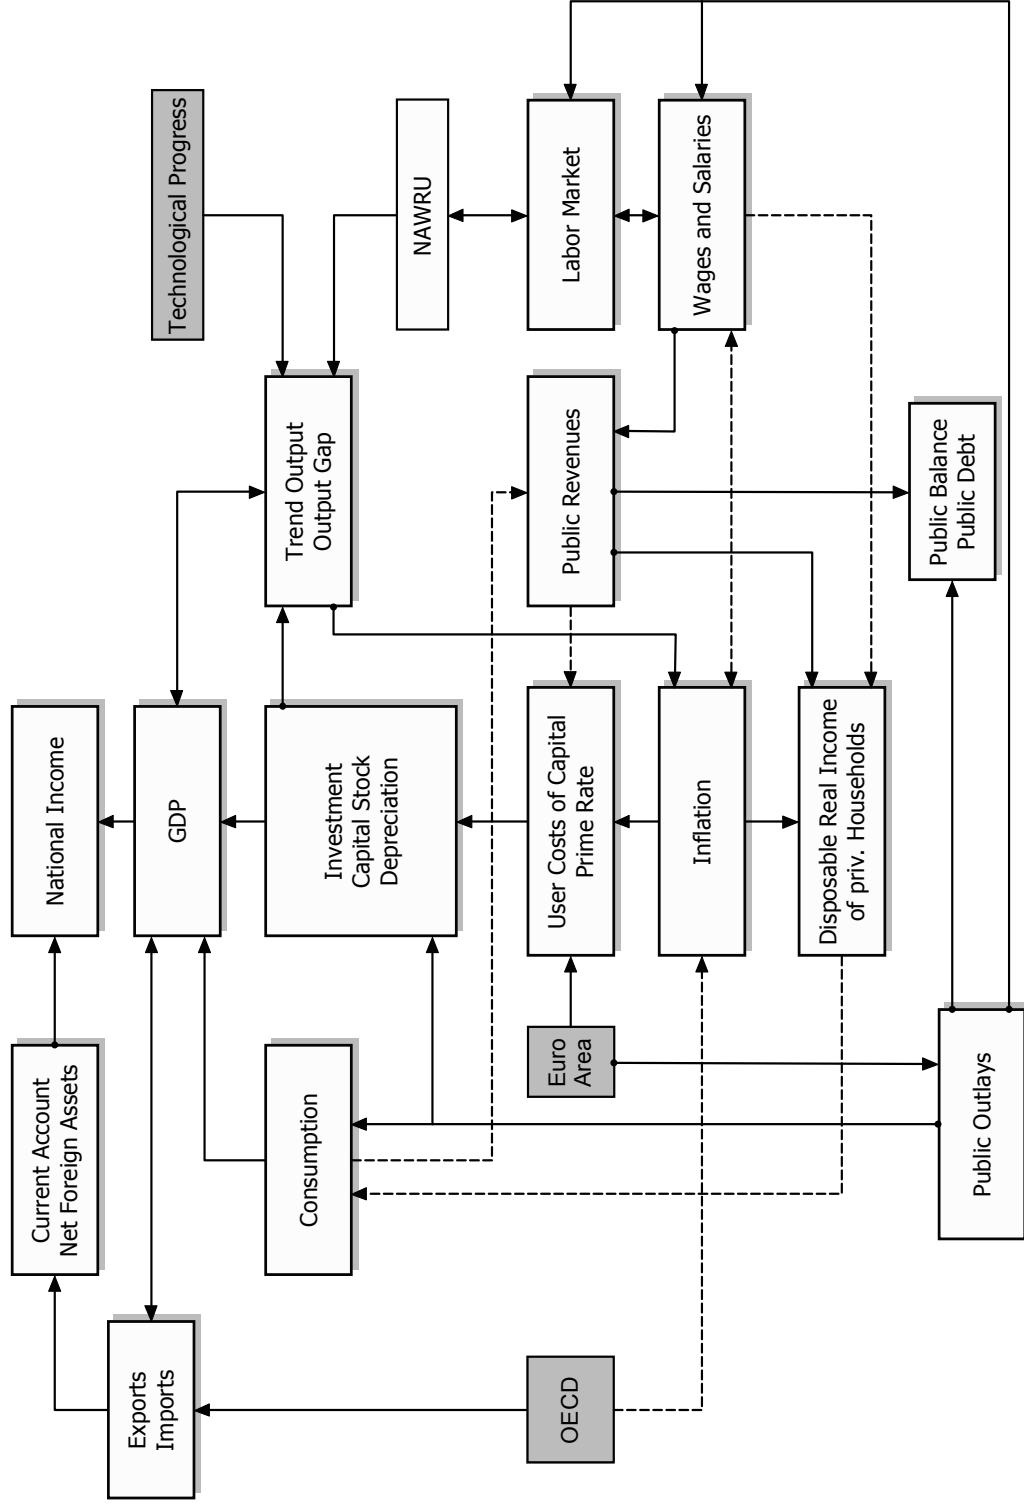 Exports
Imports
Current Account
Net Foreign Assets
National Income
GDP
Technological Progress
Consumption
Investment
Capital Stock
Depreciation
Trend Output
Output Gap
NAWRU
OECD
Euro
Area
User Costs of Capital
Prime Rate
Public Revenues
Labor Market
Inflation
Wages and Salaries
Disposable Real Income
of priv. Households
Public Outlays
Public Balance
Public Debt